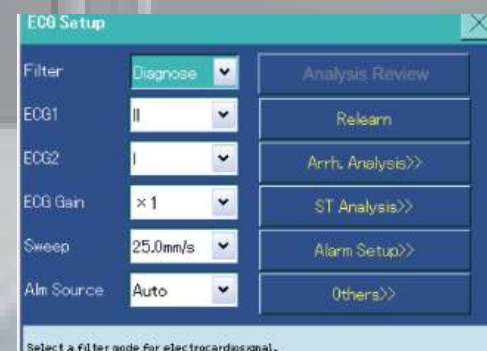 ECG Setup
Filter Diagnose Analysis Review
ECG1 II Relearn
ECG2 I Arrh. Analysis>>
ECG Gain ×1 ST Analysis>>
Sweep 25.0mm/s Alarm Setup>>
Alm Source Auto Others>>
Select a filter mode for electrocardiosignal.